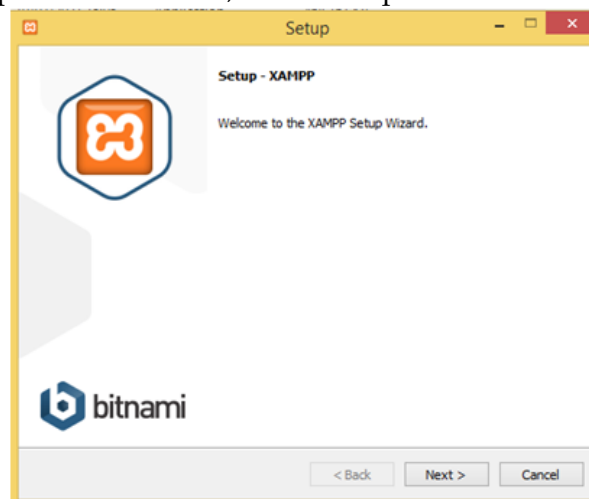 Setup
Setup - XAMPP
Welcome to the XAMPP Setup Wizard.
bitnami
< Back
Next >
Cancel